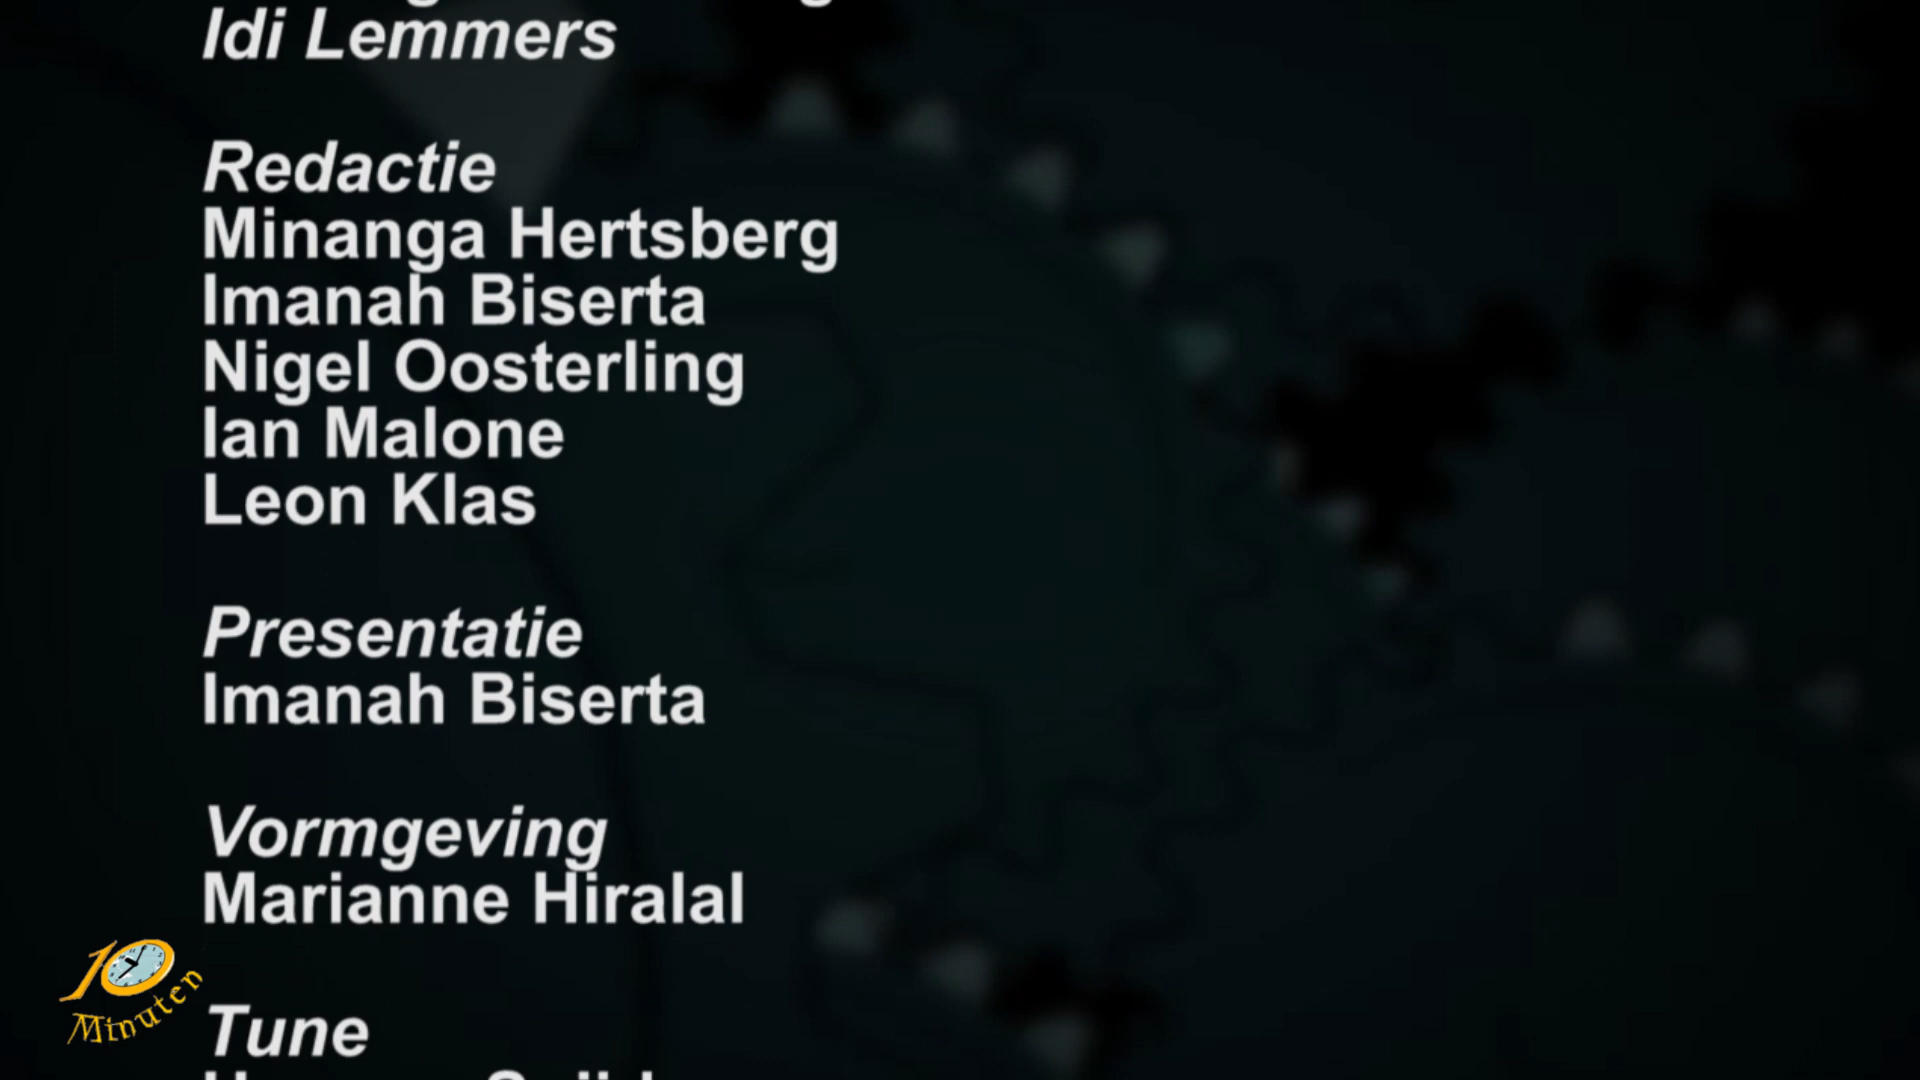 Idi Lemmers
Redactie
Minanga Hertsberg
Imanah Biserta
Nigel Oosterling
Ian Malone
Leon Klas
Presentatie
Imanah Biserta
Vormgeving
Marianne Hiralal
10
Minuten
Tune